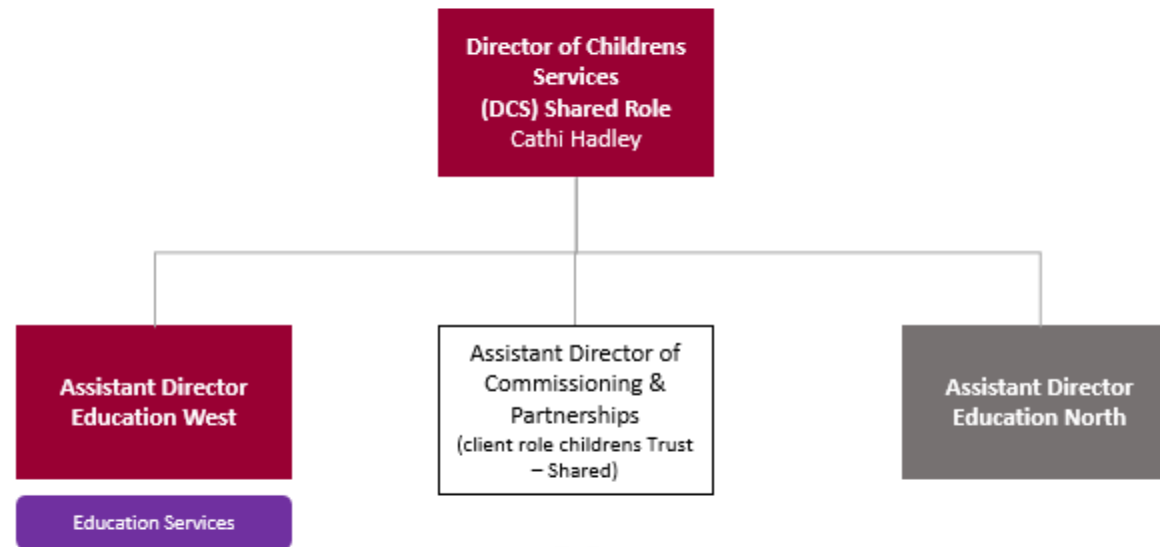 Director of Childrens
Services
(DCS) Shared Role
Cathi Hadley
Assistant Director
Education West
Assistant Director of
Commissioning &
Partnerships
(client role childrens Trust
– Shared)
Assistant Director
Education North
Education Services